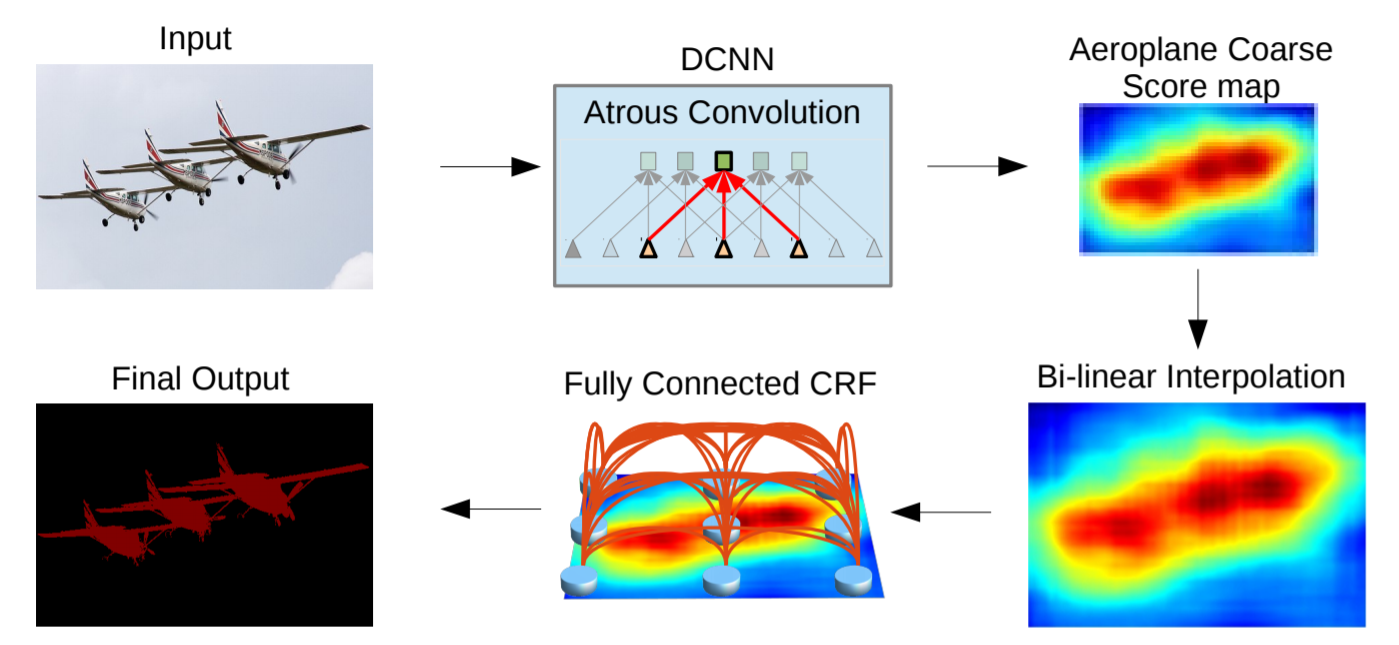 Input
DCNN
Atrous Convolution
Aeroplane Coarse
Score map
Bi-linear Interpolation
Fully Connected CRF
Final Output